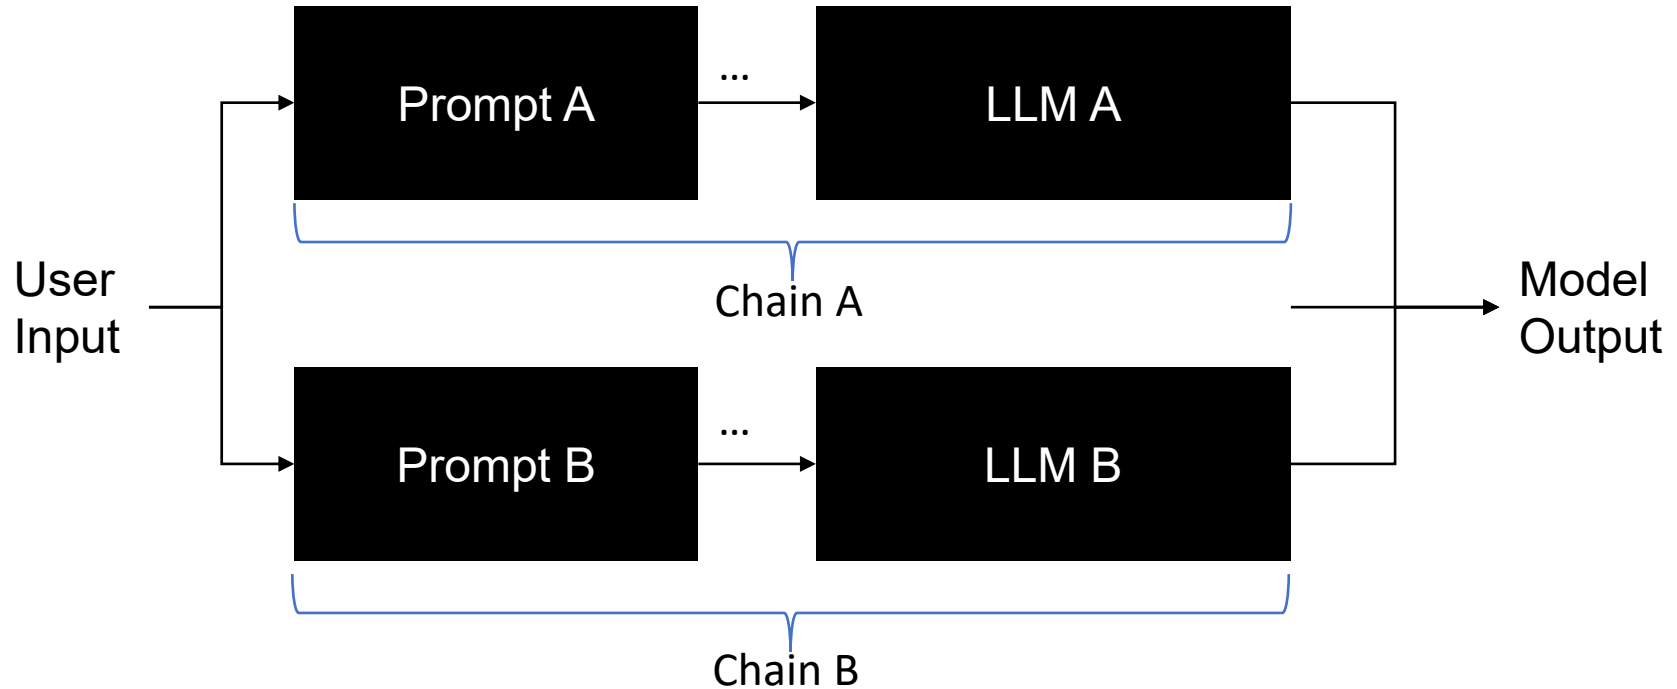 Prompt A
...
LLM A
Chain A
User
Input
Model
Output
Prompt B
...
LLM B
Chain B